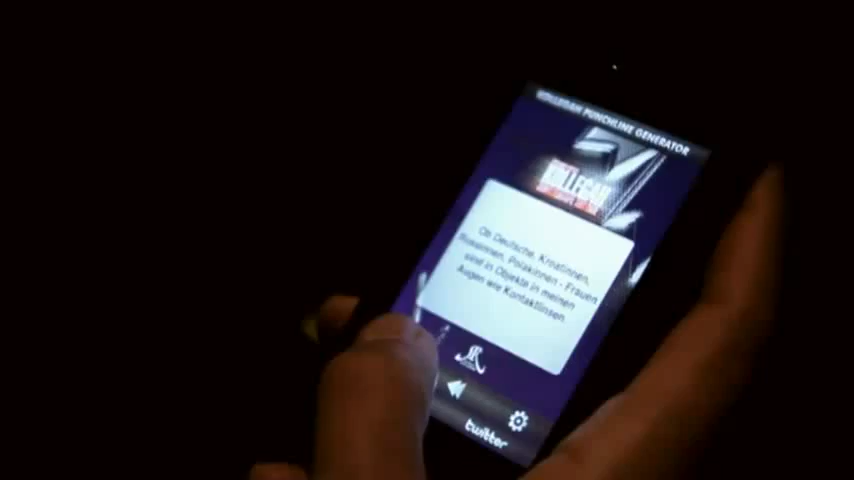 KOLLEGAH PUNCHLINE GENERATOR
KOLLEGAH
Ob Deutsche, Kroatinnen,
Russinnen, Polakinnen - Frauen
sind in Objekte in meinen
Augen wie Kontaktlinsen
twitter